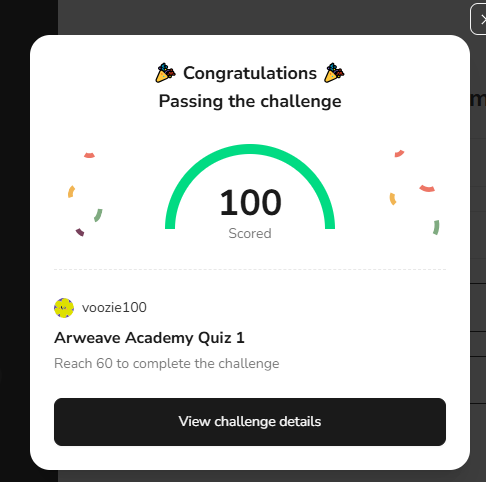 Congratulations
Passing the challenge
100
Scored
voozie100
Arweave Academy Quiz 1
Reach 60 to complete the challenge
View challenge details